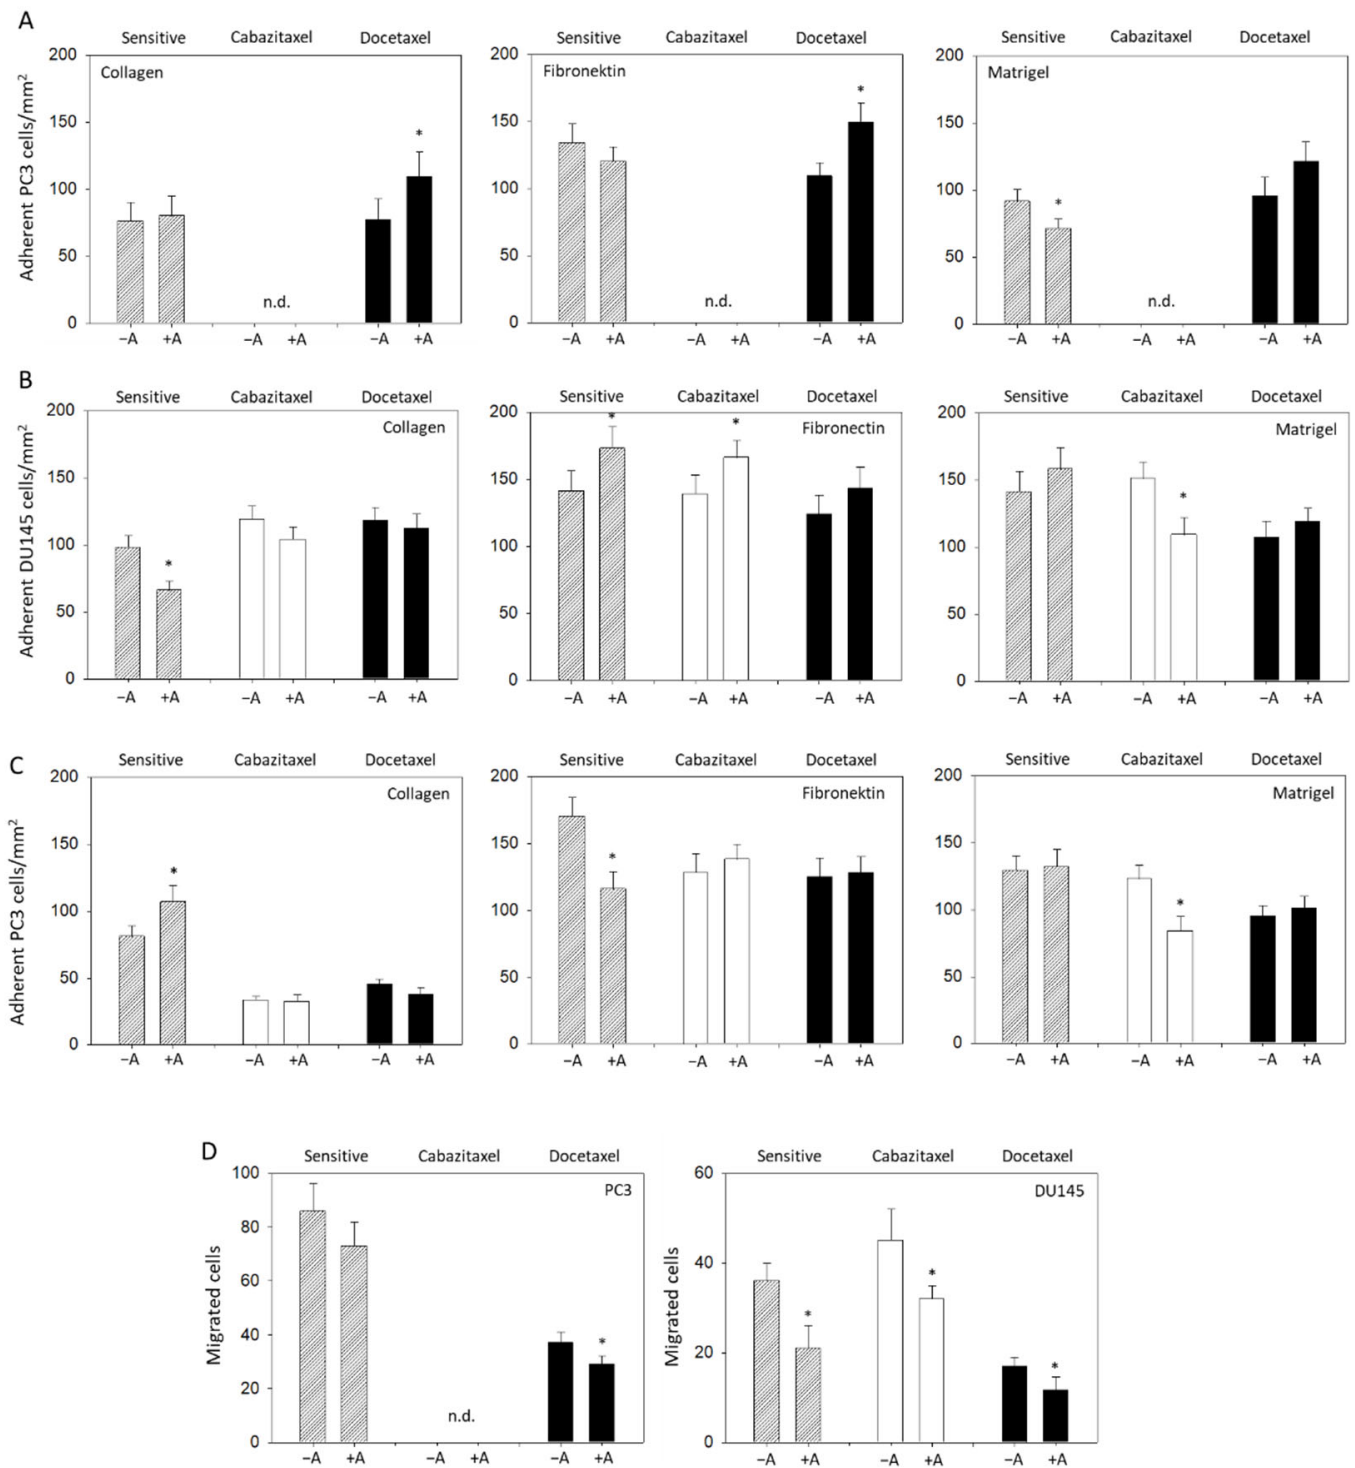 A
Sensitive Cabazitaxel Docetaxel
Sensitive Cabazitaxel Docetaxel
Sensitive Cabazitaxel Docetaxel
Adherent PC3 cells/mm²
200
150
100
50
0
Collagen
*
n.d.
−A +A −A +A −A +A
200
150
100
50
0
Fibronektin
*
n.d.
−A +A −A +A −A +A
200
150
100
50
0
Matrigel
*
n.d.
−A +A −A +A −A +A
B
Sensitive Cabazitaxel Docetaxel
Sensitive Cabazitaxel Docetaxel
Sensitive Cabazitaxel Docetaxel
Adherent DU145 cells/mm²
200
150
100
50
0
Collagen
*
−A +A −A +A −A +A
200
150
100
50
0
Fibronectin
* *
−A +A −A +A −A +A
200
150
100
50
0
Matrigel
*
−A +A −A +A −A +A
C
Sensitive Cabazitaxel Docetaxel
Sensitive Cabazitaxel Docetaxel
Sensitive Cabazitaxel Docetaxel
Adherent PC3 cells/mm²
200
150
100
50
0
Collagen
*
−A +A −A +A −A +A
200
150
100
50
0
Fibronektin
*
−A +A −A +A −A +A
200
150
100
50
0
Matrigel
*
−A +A −A +A −A +A
D
Sensitive Cabazitaxel Docetaxel
Sensitive Cabazitaxel Docetaxel
Migrated cells
100
80
60
40
20
0
PC3
*
n.d.
−A +A −A +A −A +A
Migrated cells
60
40
20
0
DU145
* * *
−A +A −A +A −A +A